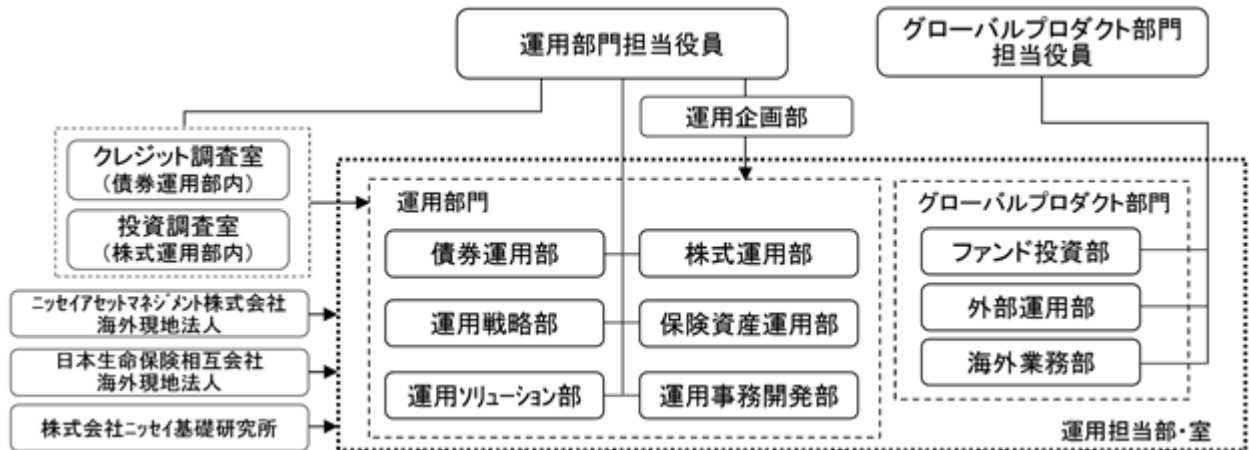 運用部門担当役員
グローバルプロダクト部門
担当役員
運用企画部
クレジット調査室
（債券運用部内）
投資調査室
（株式運用部内）
運用部門
債券運用部
株式運用部
運用戦略部
保険資産運用部
運用ソリューション部
運用事務開発部
グローバルプロダクト部門
ファンド投資部
外部運用部
海外業務部
ニッセイアセットマネジメント株式会社
海外現地法人
日本生命保険相互会社
海外現地法人
株式会社ニッセイ基礎研究所
運用担当部・室